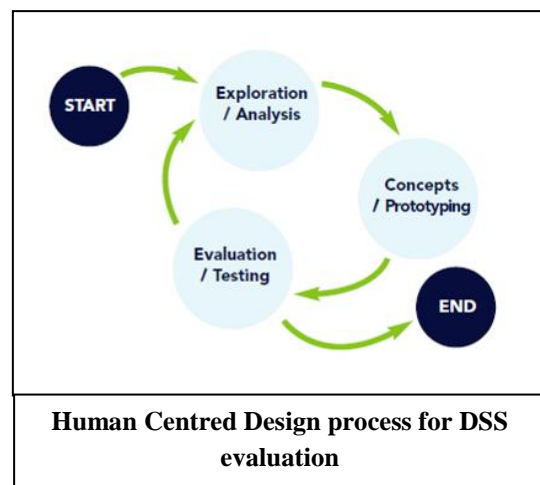 START
Exploration
/ Analysis
Concepts
/ Prototyping
Evaluation
/ Testing
END
Human Centred Design process for DSS
evaluation